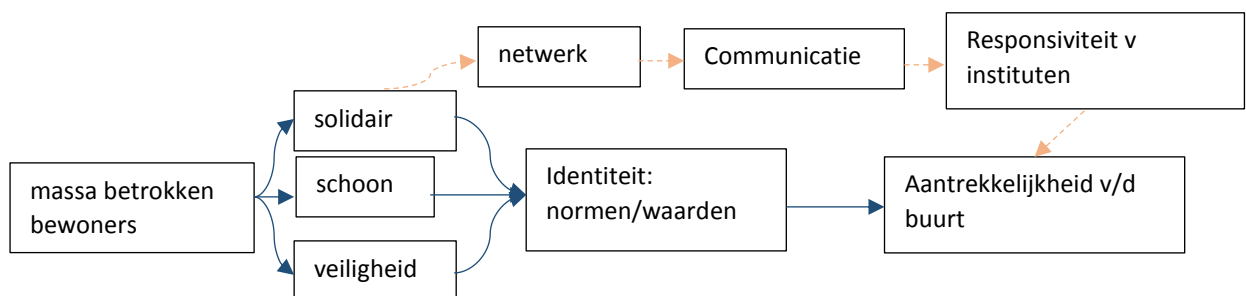 netwerk
Communicatie
Responsiviteit v
instituten
solidair
schoon
massa betrokken
bewoners
Identiteit:
normen/waarden
Aantrekkelijkheid v/d
buurt
veiligheid